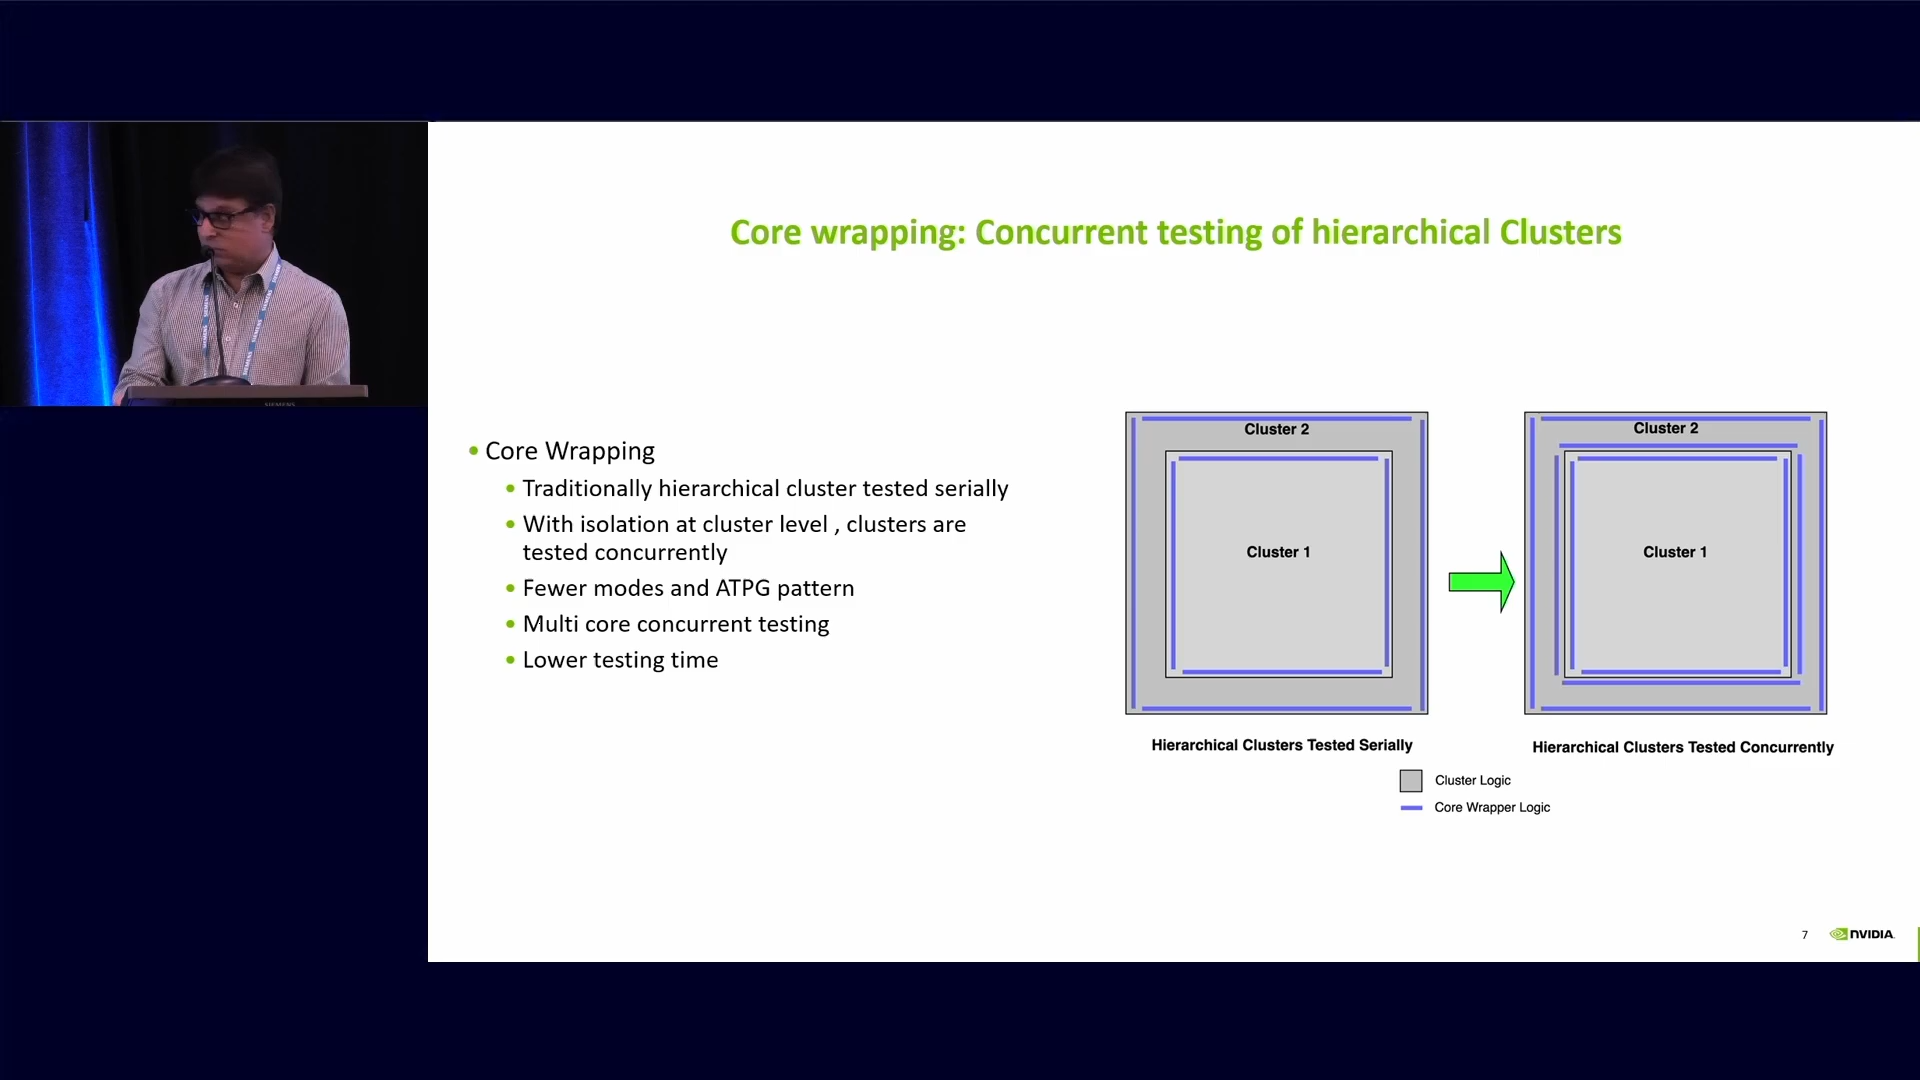 Core wrapping: Concurrent testing of hierarchical Clusters
• Core Wrapping
• Traditionally hierarchical cluster tested serially
• With isolation at cluster level , clusters are
tested concurrently
• Fewer modes and ATPG pattern
• Multi core concurrent testing
• Lower testing time
Cluster 2
Cluster 1
Hierarchical Clusters Tested Serially
Cluster 2
Cluster 1
Hierarchical Clusters Tested Concurrently
Cluster Logic
Core Wrapper Logic
7
NVIDIA
SIEMENS
SIEMENS
SIEMENS